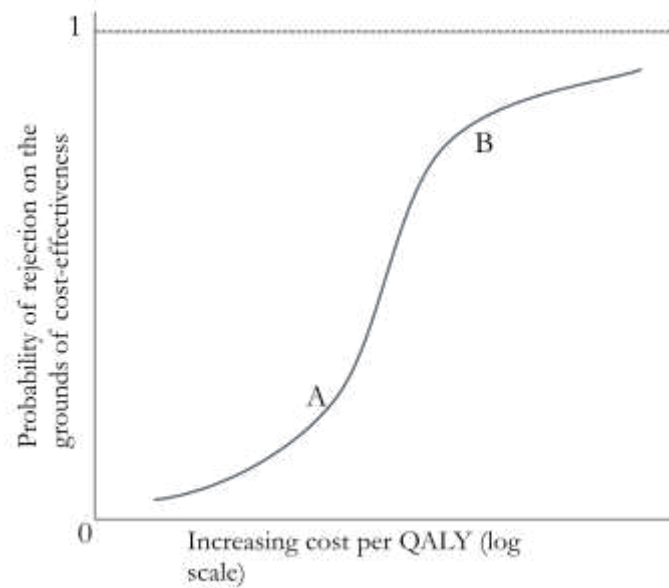 1
Probability of rejection on the
grounds of cost-effectiveness
B
A
0
Increasing cost per QALY (log
scale)